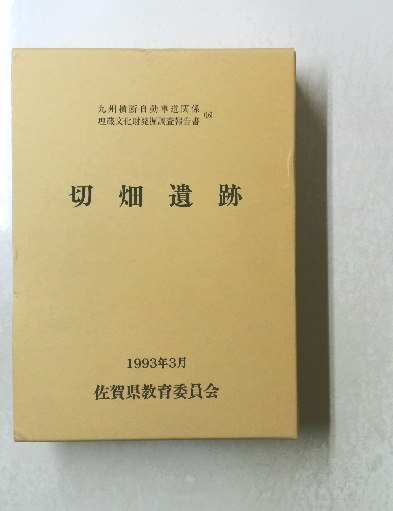 九州横断自動車道関係
埋蔵文化財発掘調査報告書
切畑遺跡
1993年3月
佐賀県教育委員会